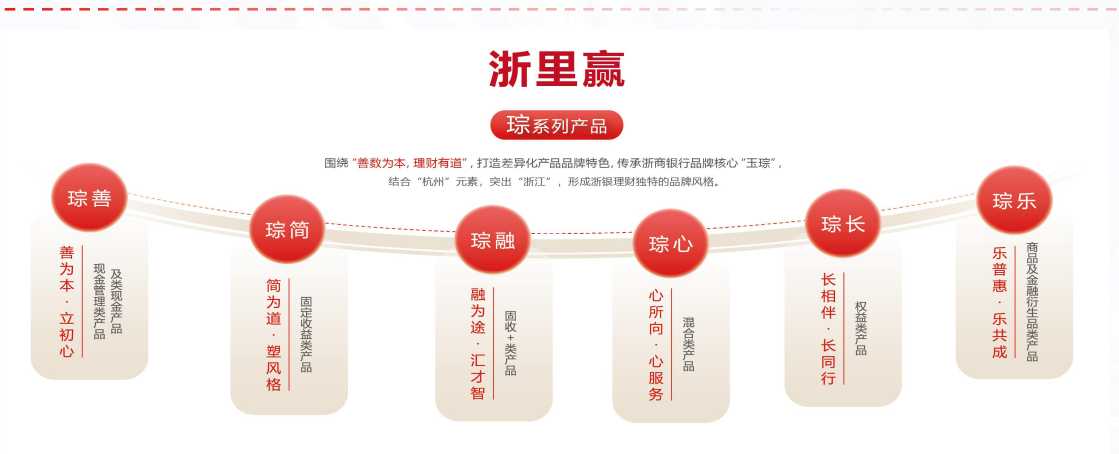 浙里赢
琮系列产品
围绕“善数为本, 理财有道”, 打造差异化产品品牌特色, 传承浙商银行品牌核心“玉琮”,
结合“杭州”元素, 突出“浙江”, 形成浙银理财独特的品牌风格。
琮善
善为本·立初心
现金管理类产品
及类现金产品
琮简
简为道·塑风格
固定收益类产品
琮融
融为途·汇才智
固收+类产品
琮心
心所向·心服务
混合类产品
琮长
长相伴·长同行
权益类产品
琮乐
乐普惠·乐共成
商品及金融衍生品类产品